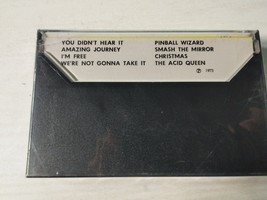 YOU DIDN'T HEAR IT
AMAZING JOURNEY
I'M FREE
WE'RE NOT GONNA TAKE IT
PINBALL WIZARD
SMASH THE MIRROR
CHRISTMAS
THE ACID QUEEN
℗ 1972